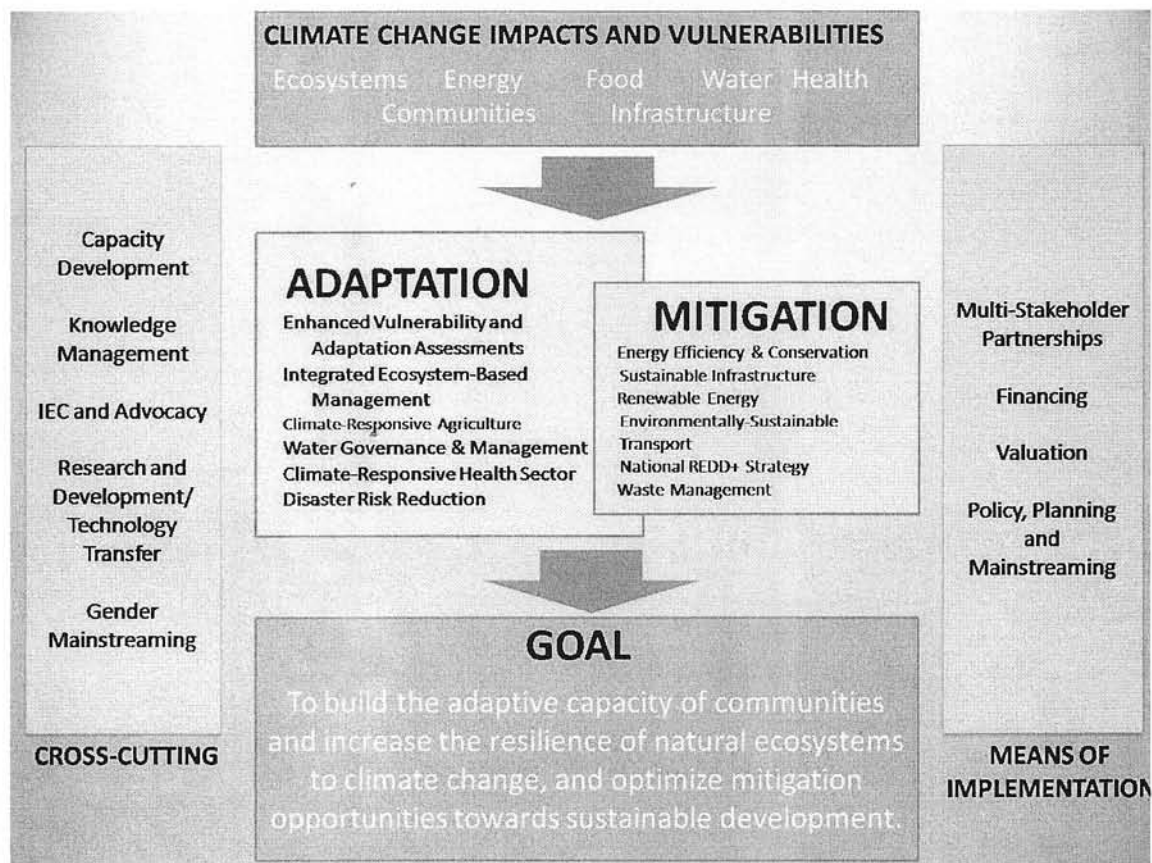 CLIMATE CHANGE IMPACTS AND VULNERABILITIES
Ecosystems Energy Food Water Health
Communities Infrastructure
Capacity
Development
Knowledge
Management
IEC and Advocacy
Research and
Development/
Technology
Transfer
Gender
Mainstreaming
CROSS-CUTTING
ADAPTATION
Enhanced Vulnerability and
Adaptation Assessments
Integrated Ecosystem-Based
Management
Climate-Responsive Agriculture
Water Governance & Management
Climate-Responsive Health Sector
Disaster Risk Reduction
MITIGATION
Energy Efficiency & Conservation
Sustainable Infrastructure
Renewable Energy
Environmentally-Sustainable
Transport
National REDD+ Strategy
Waste Management
Multi-Stakeholder
Partnerships
Financing
Valuation
Policy, Planning
and
Mainstreaming
MEANS OF
IMPLEMENTATION
GOAL
To build the adaptive capacity of communities
and increase the resilience of natural ecosystems
to climate change, and optimize mitigation
opportunities towards sustainable development.